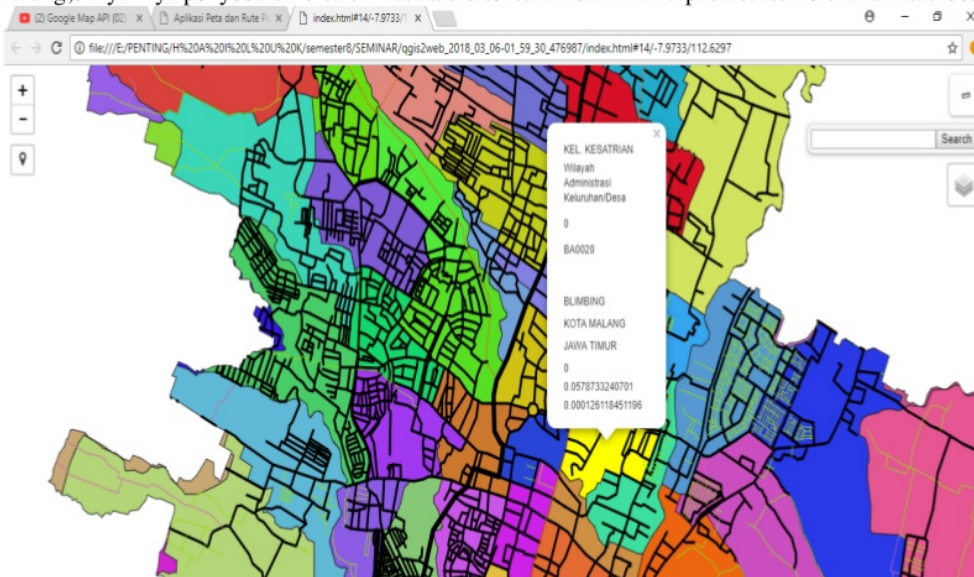 (2) Google Map API (02)
Aplikasi Peta dan Rute
index.html#14/-7.9733/1
file:///E:/PENTING/H%20A%20I%20L%20U%20K/semester8/SEMINAR/qgis2web_2018_03_06-01_59_30_476987/index.html#14/-7.9733/112.6297
+
-
Search
×
KEL. KESATRIAN
Wilayah
Administrasi
Keluruhan/Desa
0
BA0020
BLIMBING
KOTA MALANG
JAWA TIMUR
0
0.0578733240701
0.000126118451196